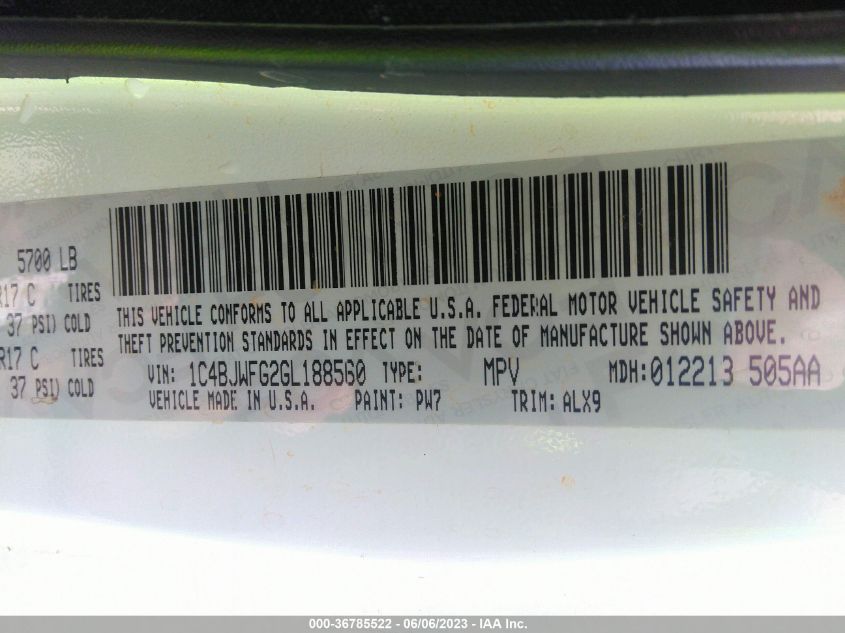 5700 LB
R17 C TIRES
37 PSI) COLD
R17 C TIRES
37 PSI) COLD
THIS VEHICLE CONFORMS TO ALL APPLICABLE U.S.A. FEDERAL MOTOR VEHICLE SAFETY AND
THEFT PREVENTION STANDARDS IN EFFECT ON THE DATE OF MANUFACTURE SHOWN ABOVE.
VIN: 1C4BJWFG2GL188560 TYPE: MPV MDH:012213 505AA
VEHICLE MADE IN U.S.A. PAINT: PW7 TRIM: ALX9
000-36785522 - 06/06/2023 - IAA Inc.